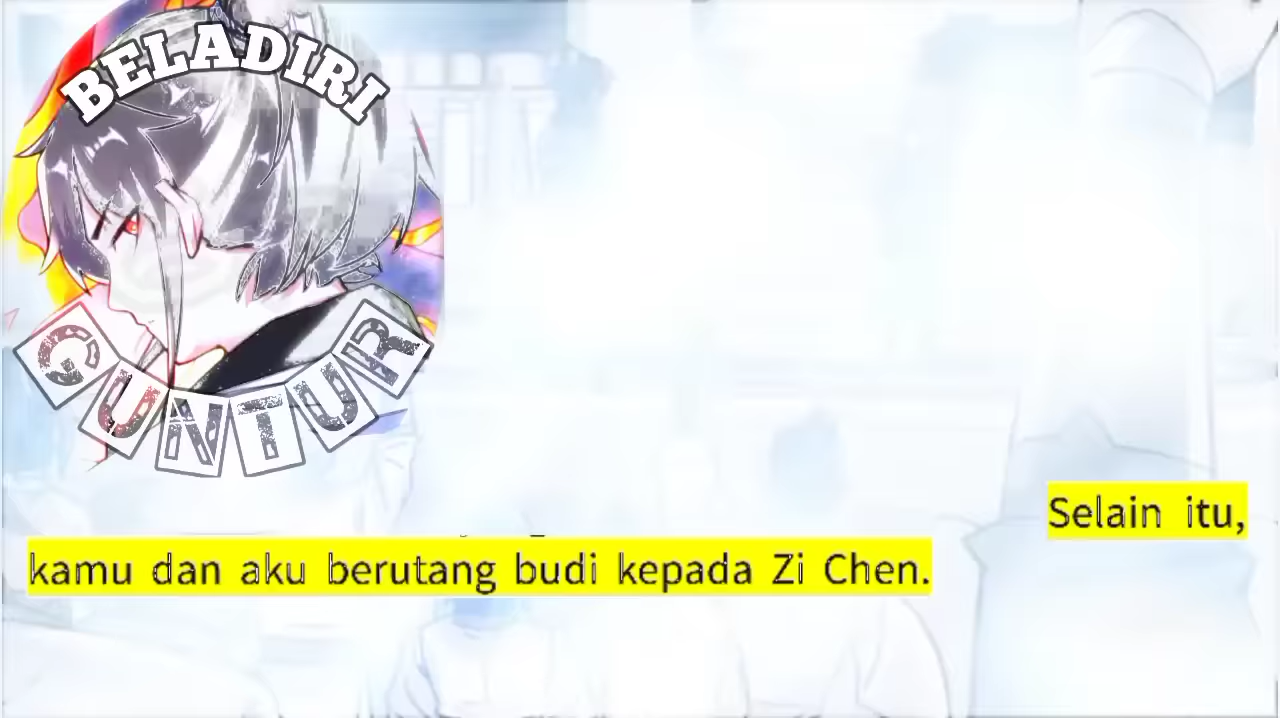 BELADIRI
GUNTUR
Selain itu,
kamu dan aku berutang budi kepada Zi Chen.